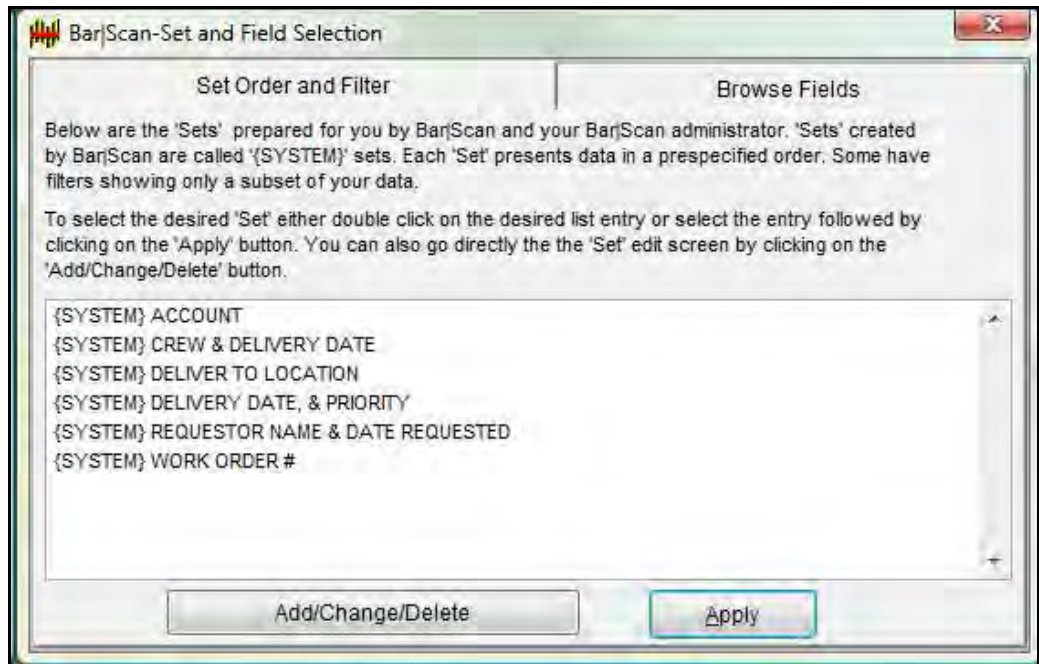 Bar|Scan-Set and Field Selection
Set Order and Filter
Browse Fields
Below are the 'Sets'  prepared for you by Bar|Scan and your Bar|Scan administrator. 'Sets' created
by Bar|Scan are called '{SYSTEM}' sets. Each 'Set' presents data in a prespecified order. Some have
filters showing only a subset of your data.
To select the desired 'Set' either double click on the desired list entry or select the entry followed by
clicking on the 'Apply' button. You can also go directly the the 'Set' edit screen by clicking on the
'Add/Change/Delete' button.
{SYSTEM} ACCOUNT
{SYSTEM} CREW & DELIVERY DATE
{SYSTEM} DELIVER TO LOCATION
{SYSTEM} DELIVERY DATE, & PRIORITY
{SYSTEM} REQUESTOR NAME & DATE REQUESTED
{SYSTEM} WORK ORDER #
Add/Change/Delete
Apply